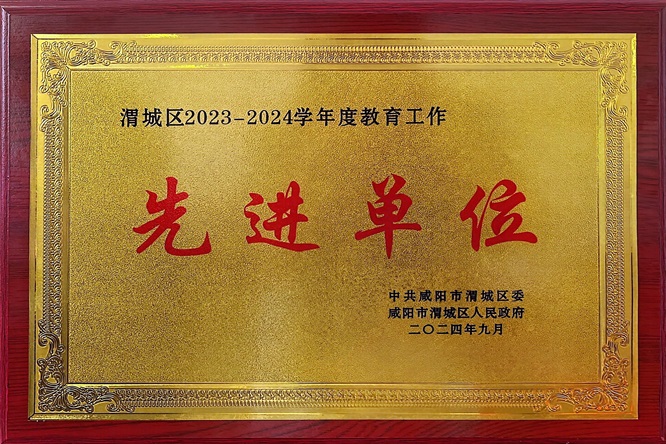 渭城区2023-2024学年度教育工作
先进单位
中共咸阳市渭城区委
咸阳市渭城区人民政府
二〇二四年九月